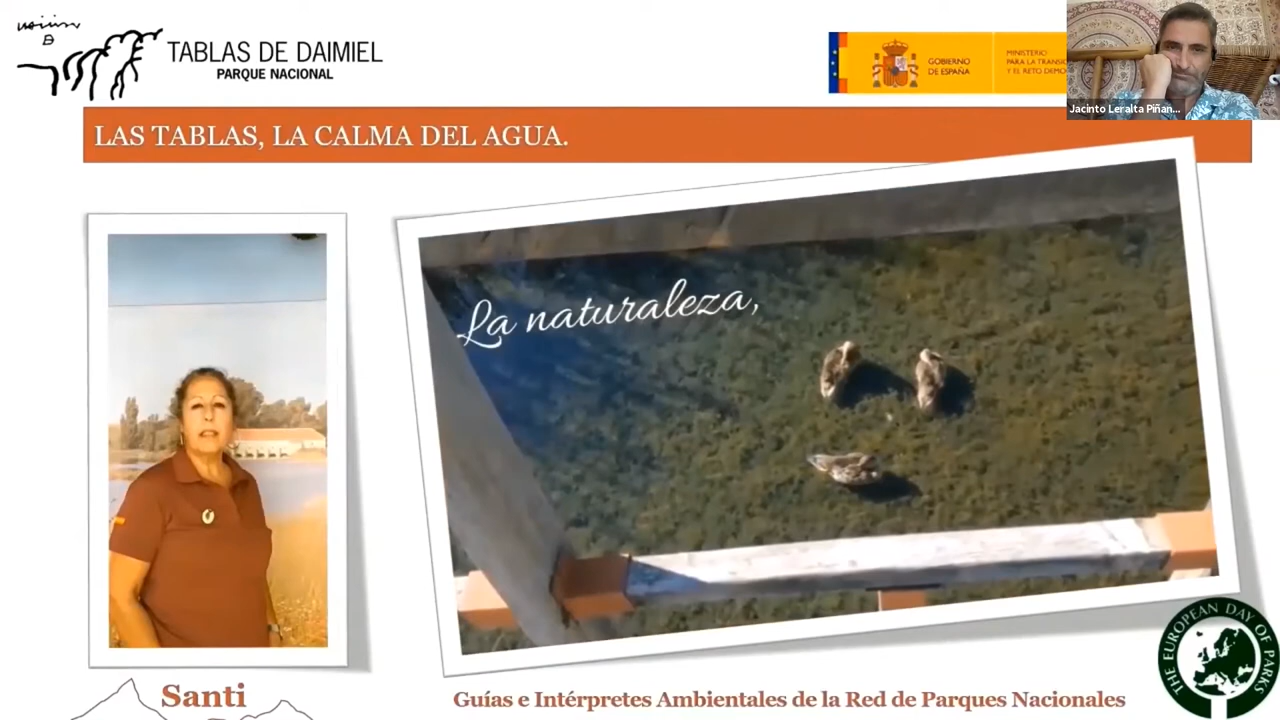 TABLAS DE DAIMIEL
PARQUE NACIONAL
GOBIERNO
DE ESPAÑA
MINISTERIO
PARA LA
Y EL RETO
Jacinto Leralta Piñan...
LAS TABLAS, LA CALMA DEL AGUA.
La naturaleza,
Santi
Guías e Intérpretes Ambientales de la Red de Parques Nacionales
THE EUROPEAN DAY OF PARKS